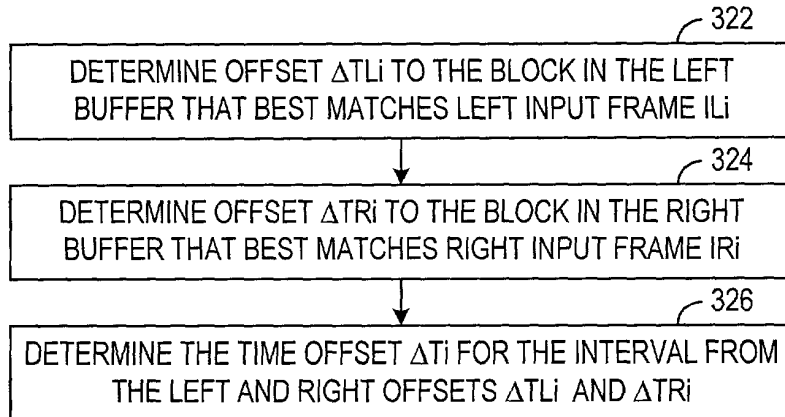 322
DETERMINE OFFSET ΔTLi TO THE BLOCK IN THE LEFT
BUFFER THAT BEST MATCHES LEFT INPUT FRAME ILi
324
DETERMINE OFFSET ΔTRi TO THE BLOCK IN THE RIGHT
BUFFER THAT BEST MATCHES RIGHT INPUT FRAME IRi
326
DETERMINE THE TIME OFFSET ΔTi FOR THE INTERVAL FROM
THE LEFT AND RIGHT OFFSETS ΔTLi AND ΔTRi